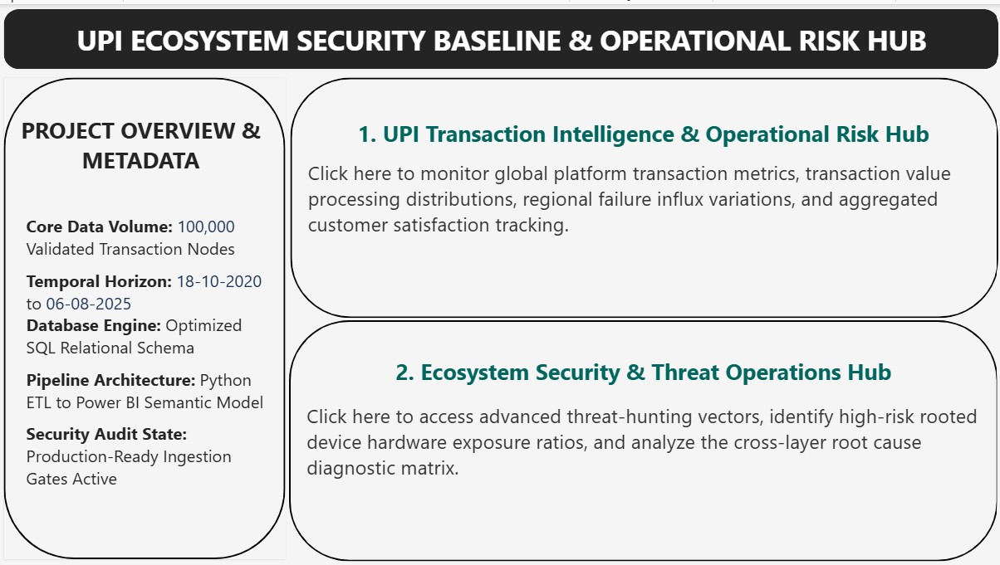 UPI ECOSYSTEM SECURITY BASELINE & OPERATIONAL RISK HUB
PROJECT OVERVIEW &
METADATA
Core Data Volume: 100,000
Validated Transaction Nodes
Temporal Horizon: 18-10-2020
to 06-08-2025
Database Engine: Optimized
SQL Relational Schema
Pipeline Architecture: Python
ETL to Power BI Semantic Model
Security Audit State:
Production-Ready Ingestion
Gates Active
1. UPI Transaction Intelligence & Operational Risk Hub
Click here to monitor global platform transaction metrics, transaction value
processing distributions, regional failure influx variations, and aggregated
customer satisfaction tracking.
2. Ecosystem Security & Threat Operations Hub
Click here to access advanced threat-hunting vectors, identify high-risk rooted
device hardware exposure ratios, and analyze the cross-layer root cause
diagnostic matrix.